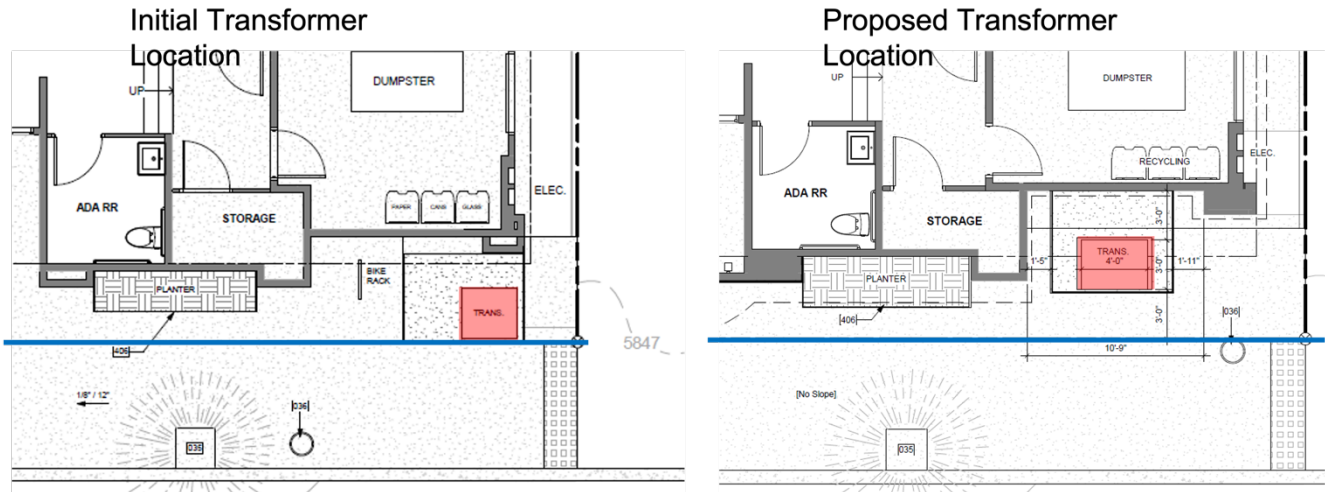 Initial Transformer
Location
UP
DUMPSTER
ADA RR
STORAGE
PAPER
CANS
GLASS
ELEC.
PLANTER
BIKE
RACK
TRANS.
|406|
5847
1/8" / 12"
|036|
|036|
Proposed Transformer
Location
UP
DUMPSTER
RECYCLING
ELEC.
ADA RR
STORAGE
3'-0"
TRANS.
1'-5"
4'-0"
3'-0"
1'-11"
PLANTER
3'-0"
|406|
|036|
10'-9"
[No Slope]
|035|